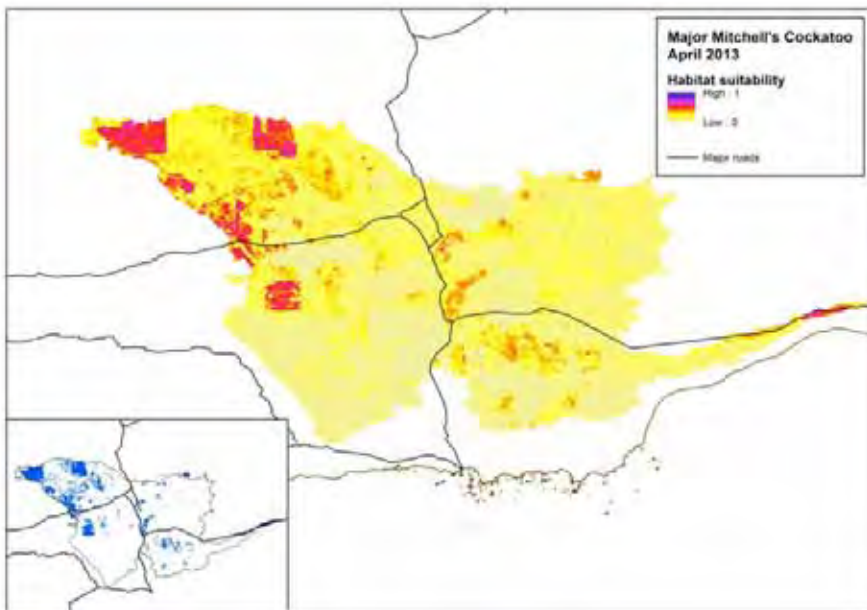 Major Mitchell's Cockatoo
April 2013
Habitat suitability
High : 1
Low : 0
Major roads